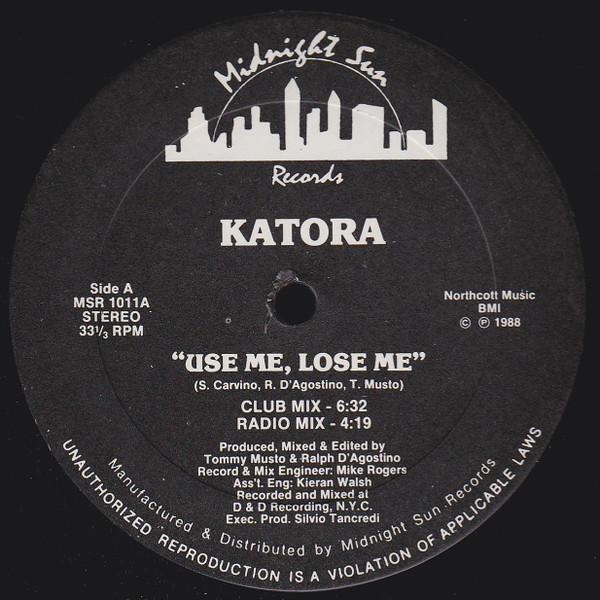 Midnight Sun
Records
KATORA
Side A
MSR 1011A
STEREO
33⅓ RPM
Northcott Music
BMI
© ℗ 1988
“USE ME, LOSE ME”
(S. Carvino, R. D'Agostino, T. Musto)
CLUB MIX - 6:32
RADIO MIX - 4:19
Produced, Mixed & Edited by
Tommy Musto & Ralph D'Agostino
Record & Mix Engineer: Mike Rogers
Ass't. Eng: Kieran Walsh
Recorded and Mixed at
D & D Recording, N.Y.C.
Exec. Prod. Silvio Tancredi
Manufactured & Distributed by Midnight Sun Records
UNAUTHORIZED REPRODUCTION IS A VIOLATION OF APPLICABLE LAWS